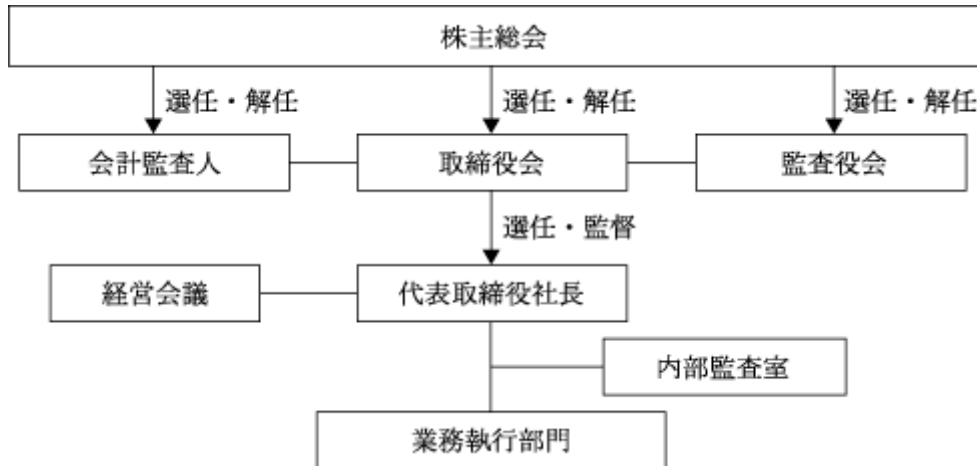 株主総会
選任・解任
選任・解任
選任・解任
会計監査人
取締役会
監査役会
選任・監督
経営会議
代表取締役社長
内部監査室
業務執行部門